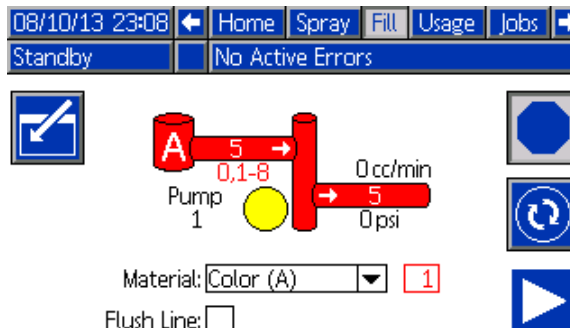 08/10/13 23:08 Home Spray Fill Usage Jobs
Standby No Active Errors
A 5
0,1-8 0 cc/min
Pump 5
1 0 psi
Material: Color (A) 1
Flush Line: